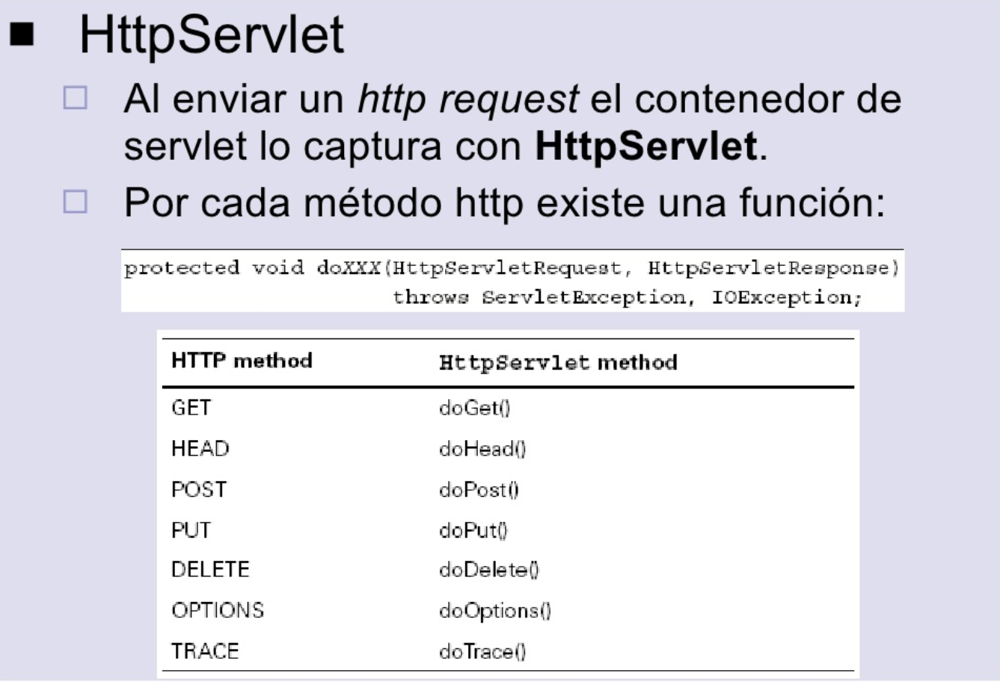 HttpServlet
Al enviar un http request el contenedor de
servlet lo captura con HttpServlet.
Por cada método http existe una función:
protected void doXXX(HttpServletRequest, HttpServletResponse)
throws ServletException, IOException;
HTTP method HttpServlet method
GET doGet()
HEAD doHead()
POST doPost()
PUT doPut()
DELETE doDelete()
OPTIONS doOptions()
TRACE doTrace()